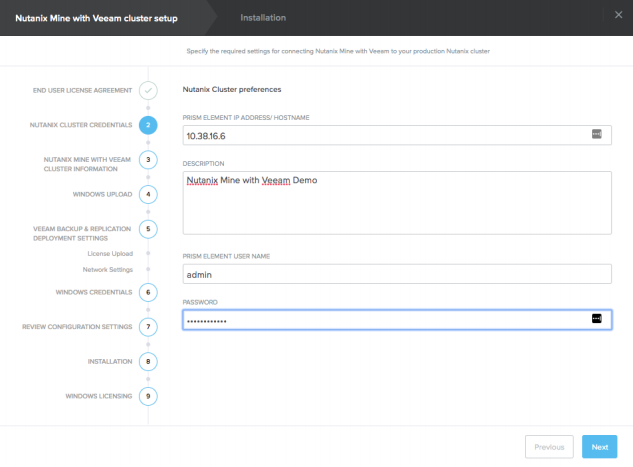 Nutanix Mine with Veeam cluster setup
Installation
Specify the required settings for connecting Nutanix Mine with Veeam to your production Nutanix cluster
END USER LICENSE AGREEMENT
NUTANIX CLUSTER CREDENTIALS 2
NUTANIX MINE WITH VEEAM
CLUSTER INFORMATION
3
WINDOWS UPLOAD 4
VEEAM BACKUP & REPLICATION
DEPLOYMENT SETTINGS
5
License Upload
Network Settings
WINDOWS CREDENTIALS 6
REVIEW CONFIGURATION SETTINGS 7
INSTALLATION 8
WINDOWS LICENSING 9
Nutanix Cluster preferences
PRISM ELEMENT IP ADDRESS/ HOSTNAME
10.38.16.6
DESCRIPTION
Nutanix Mine with Veeam Demo
PRISM ELEMENT USER NAME
admin
PASSWORD
••••••••••••
Previous
Next